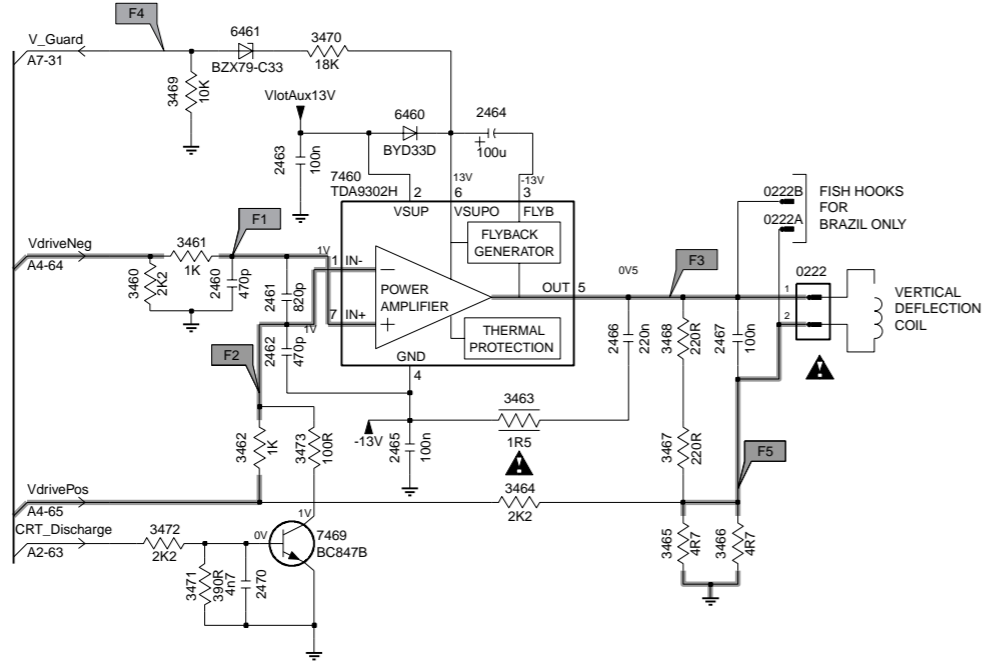 F4
V_Guard
A7-31
6461
BZX79-C33
3470
18K
3469
10K
VlotAux13V
6460
BYD33D
2464
100u
2463
100n
7460
TDA9302H
2
13V
6
-13V
3
VSUP
VSUPO
FLYB
FLYBACK
GENERATOR
0222B
0222A
FISH HOOKS
FOR
BRAZIL ONLY
F1
VdriveNeg
A4-64
3461
1K
3460
2K2
2460
470p
2461
820p
1V
1
IN-
POWER
AMPLIFIER
7
IN+
1V
OUT
5
0V5
F3
0222
1
2
VERTICAL
DEFLECTION
COIL
THERMAL
PROTECTION
GND
4
2462
470p
F2
2466
220n
3468
220R
2467
100n
3462
1K
3473
100R
-13V
2465
100n
3463
1R5
3467
220R
F5
VdrivePos
A4-65
3464
2K2
CRT_Discharge
A2-63
3472
2K2
0V
1V
7469
BC847B
3471
390R
4n7
2470
3465
4R7
3466
4R7